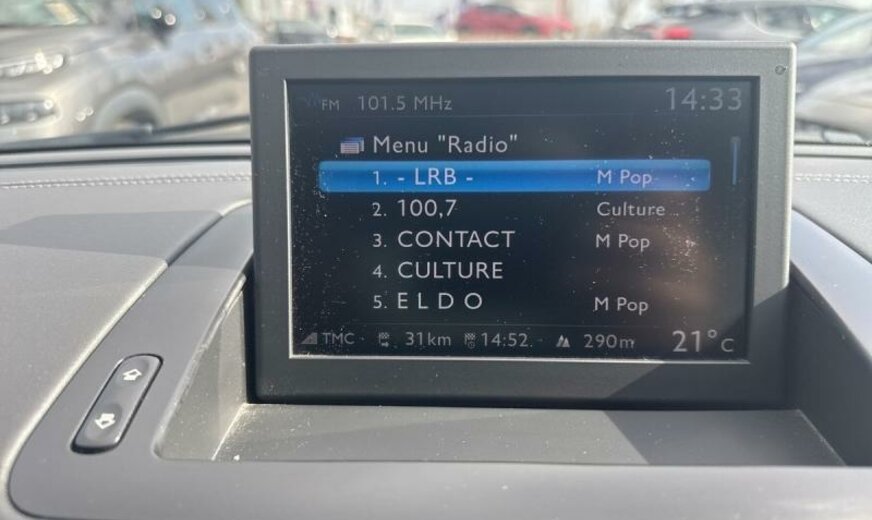 FM 101.5 MHz 14:33
Menu "Radio"
1. - LRB - M Pop
2. 100,7 Culture
3. CONTACT M Pop
4. CULTURE
5. E L D O M Pop
TMC 31km 14:52 290m 21°C